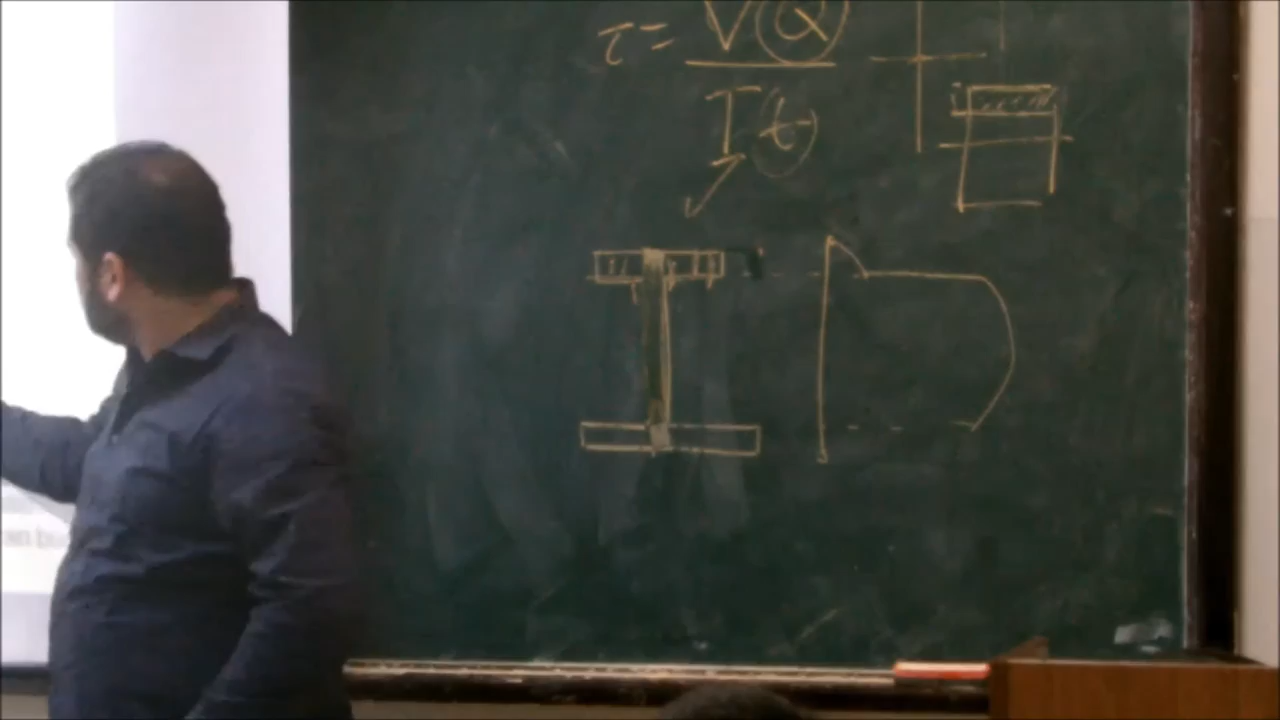 τ = VQ
It